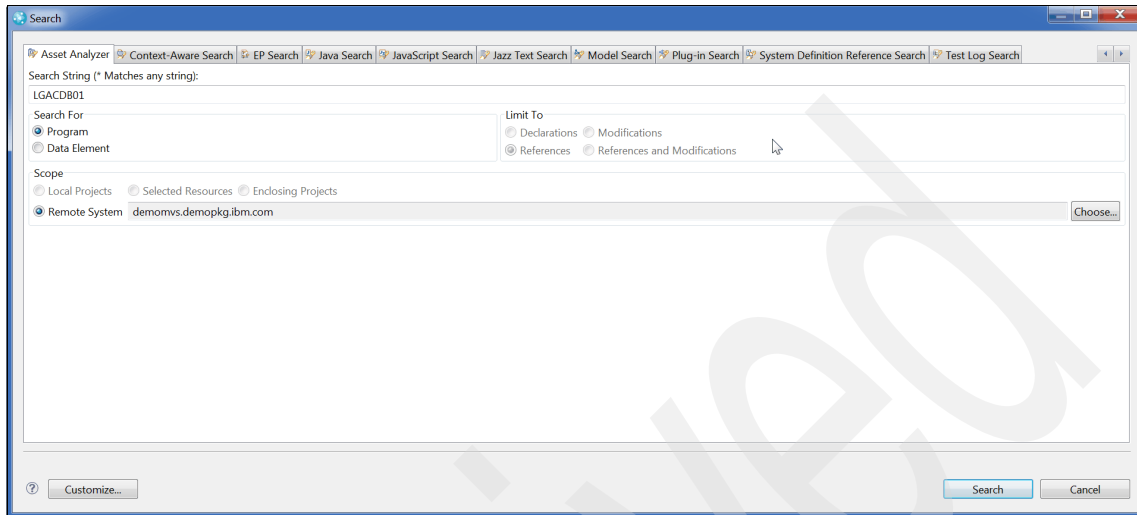 Search
Asset Analyzer Context-Aware Search EP Search Java Search JavaScript Search Jazz Text Search Model Search Plug-in Search System Definition Reference Search Test Log Search
Search String (* Matches any string):
LGACDB01
Search For
Program
Data Element
Limit To
Declarations Modifications
References References and Modifications
Scope
Local Projects Selected Resources Enclosing Projects
Remote System demomvs.demopkg.ibm.com Choose...
? Customize... Search Cancel